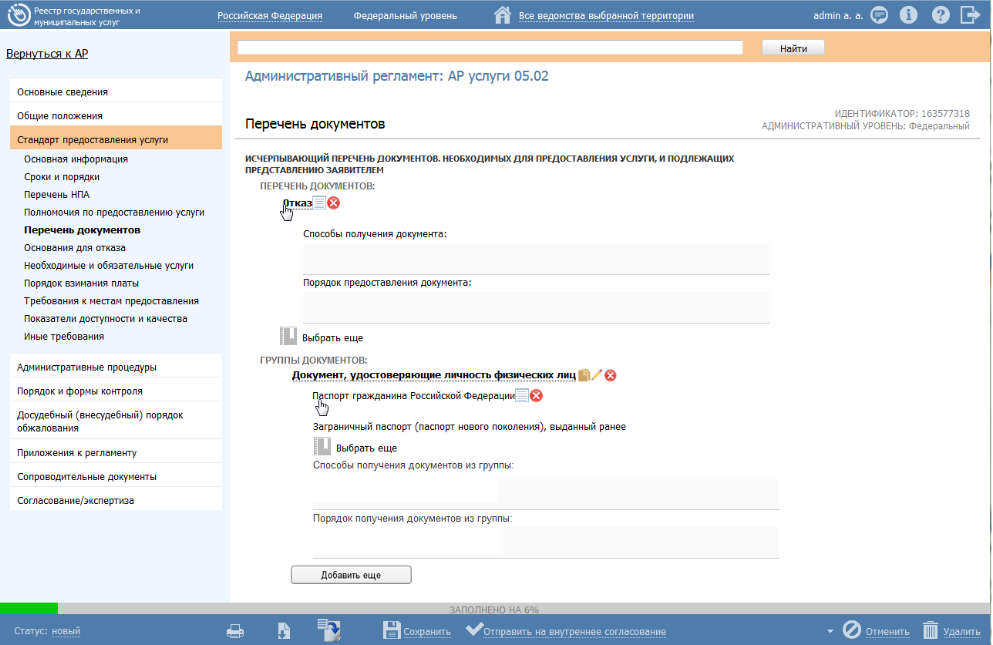 Реестр государственных и
муниципальных услуг
Российская Федерация
Федеральный уровень
Все ведомства выбранной территории
admin a. a.
Вернуться к АР
Найти
Основные сведения
Общие положения
Стандарт предоставления услуги
Основная информация
Сроки и порядки
Перечень НПА
Полномочия по предоставлению услуги
Перечень документов
Основания для отказа
Необходимые и обязательные услуги
Порядок взимания платы
Требования к местам предоставления
Показатели доступности и качества
Иные требования
Административные процедуры
Порядок и формы контроля
Досудебный (внесудебный) порядок
обжалования
Приложения к регламенту
Сопроводительные документы
Согласование/экспертиза
Административный регламент: АР услуги 05.02
Перечень документов
ИДЕНТИФИКАТОР: 163577318
АДМИНИСТРАТИВНЫЙ УРОВЕНЬ: Федеральный
ИСЧЕРПЫВАЮЩИЙ ПЕРЕЧЕНЬ ДОКУМЕНТОВ. НЕОБХОДИМЫХ ДЛЯ ПРЕДОСТАВЛЕНИЯ УСЛУГИ, И ПОДЛЕЖАЩИХ
ПРЕДСТАВЛЕНИЮ ЗАЯВИТЕЛЕМ
ПЕРЕЧЕНЬ ДОКУМЕНТОВ:
Отказ
Способы получения документа:
Порядок предоставления документа:
Выбрать еще
ГРУППЫ ДОКУМЕНТОВ:
Документ, удостоверяющие личность физических лиц
Паспорт гражданина Российской Федерации
Заграничный паспорт (паспорт нового поколения), выданный ранее
Выбрать еще
Способы получения документов из группы:
Порядок получения документов из группы:
Добавить еще
ЗАПОЛНЕНО НА 6%
Статус: новый
Сохранить
Отправить на внутреннее согласование
Отменить
Удалить